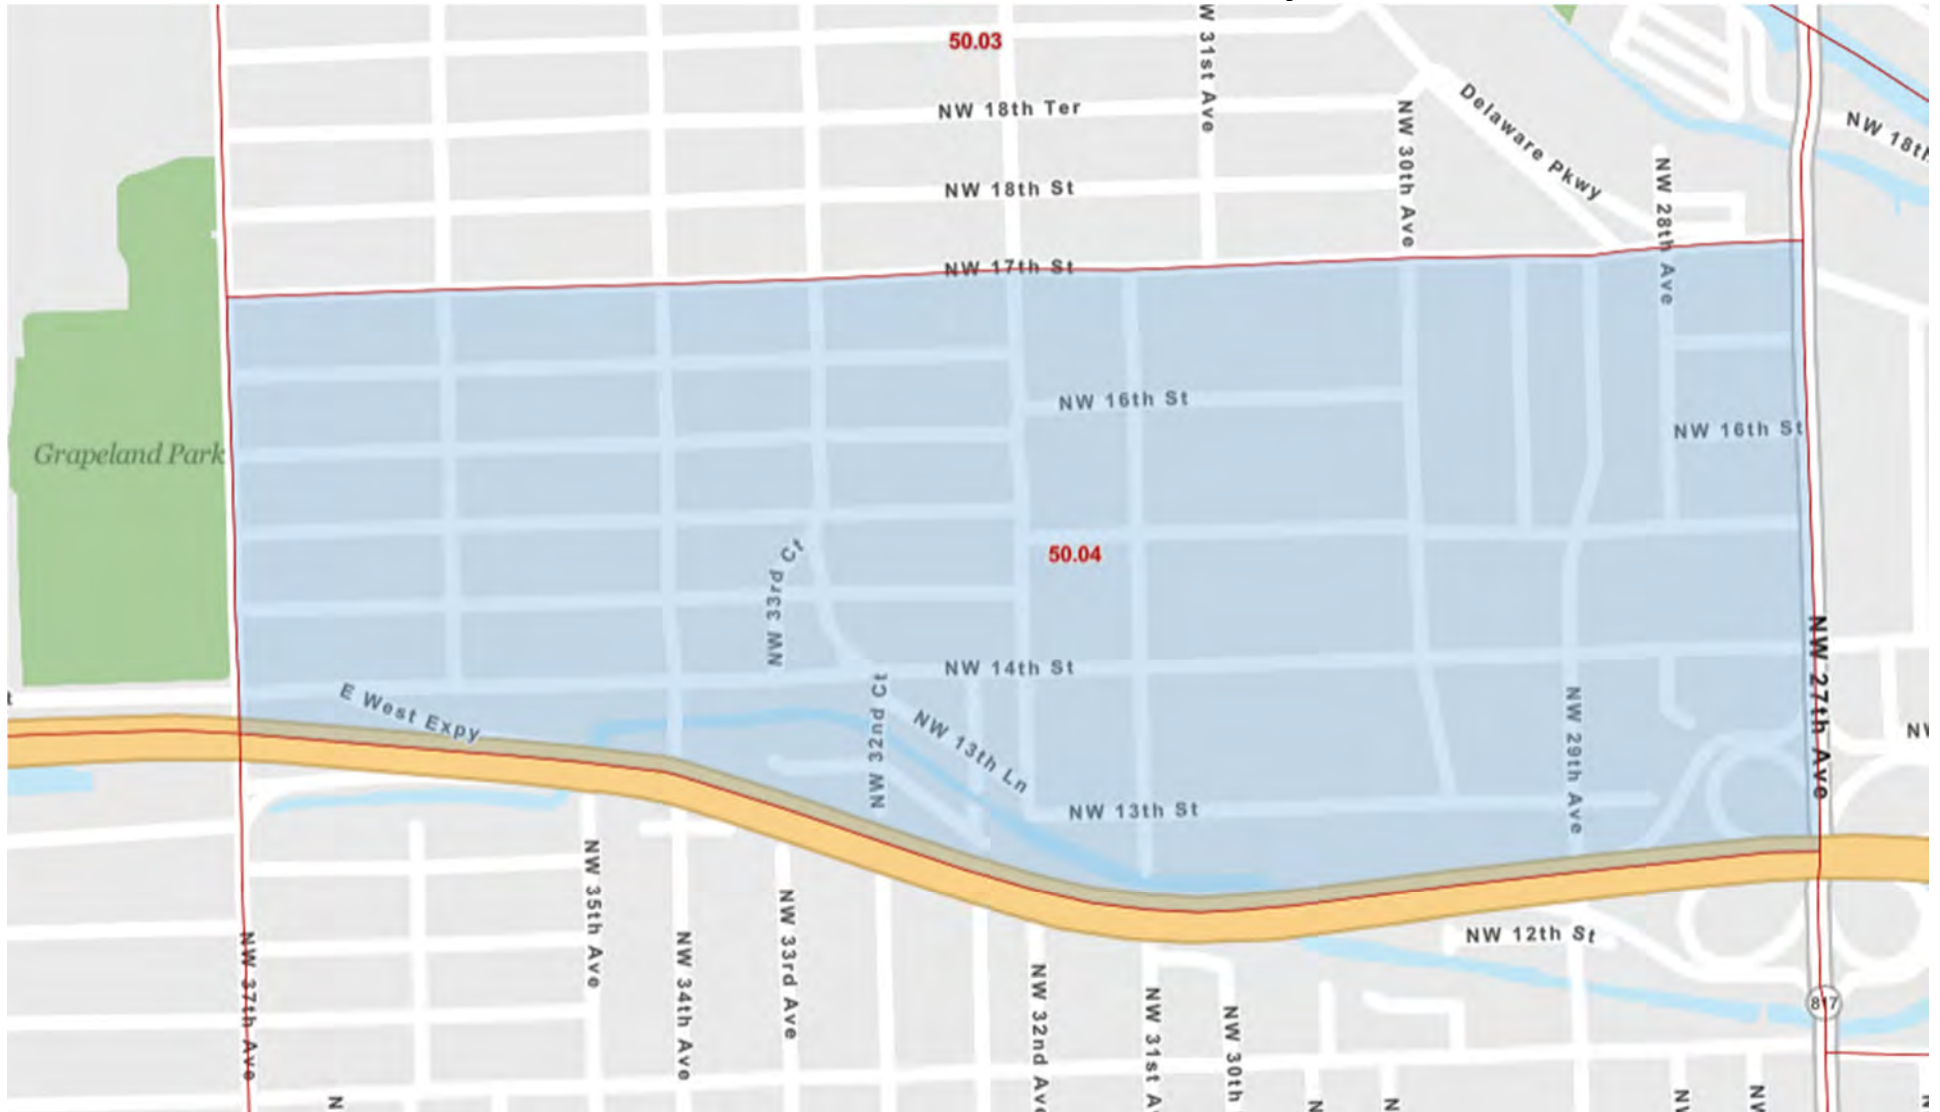 50.03
W 31st Ave
NW 18th Ter
Delaware Pkwy
NW 18th
NW 30th Ave
NW 18th St
NW 28th Ave
NW 17th St
NW 16th St
NW 16th St
Grapeland Park
50.04
NW 33rd Ct
NW 14th St
NW 27th Ave
E West Expy
NW 32nd Ct
NW 13th Ln
NW 29th Ave
NW 13th St
NW 35th Ave
NW 33rd Ave
NW 12th St
NW 37th Ave
NW 34th Ave
NW 32nd Ave
NW 31st A
NW 30th
817
N
N
N